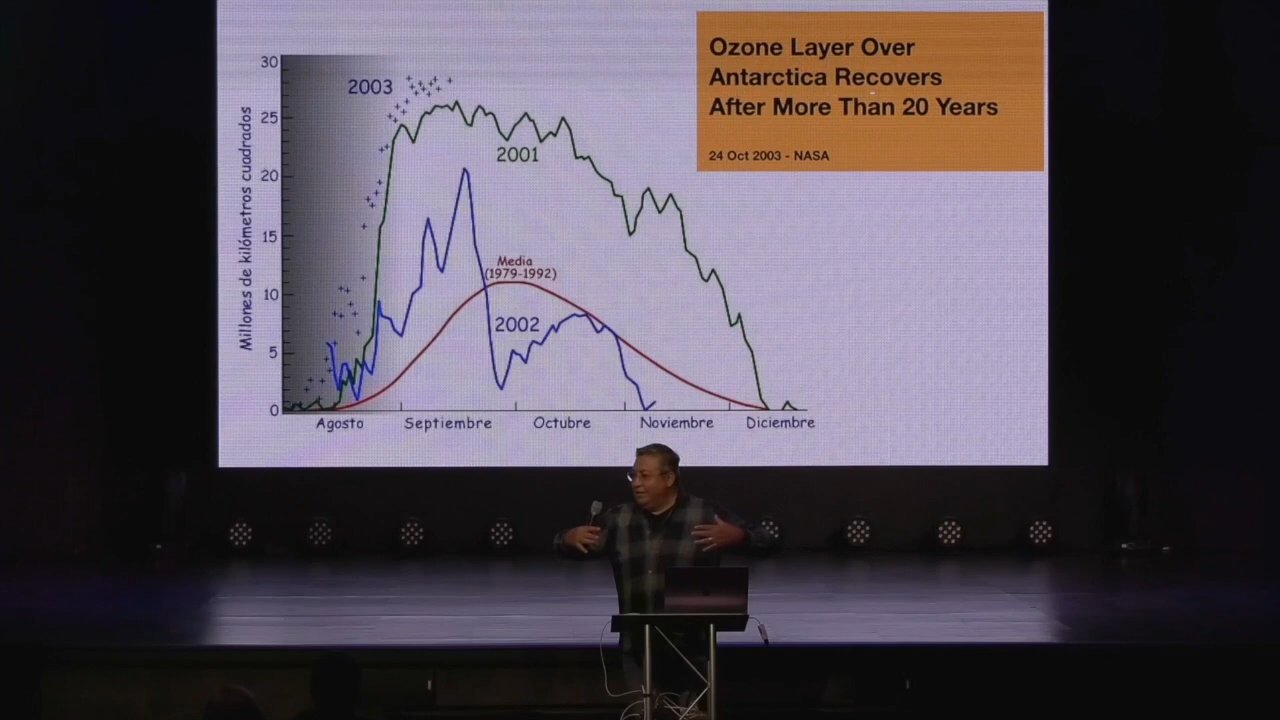 Ozone Layer Over
Antarctica Recovers
After More Than 20 Years
24 Oct 2003 - NASA
Millones de kilómetros cuadrados
30
25
20
15
10
5
0
2003
2001
Media
(1979-1992)
2002
Agosto
Septiembre
Octubre
Noviembre
Diciembre